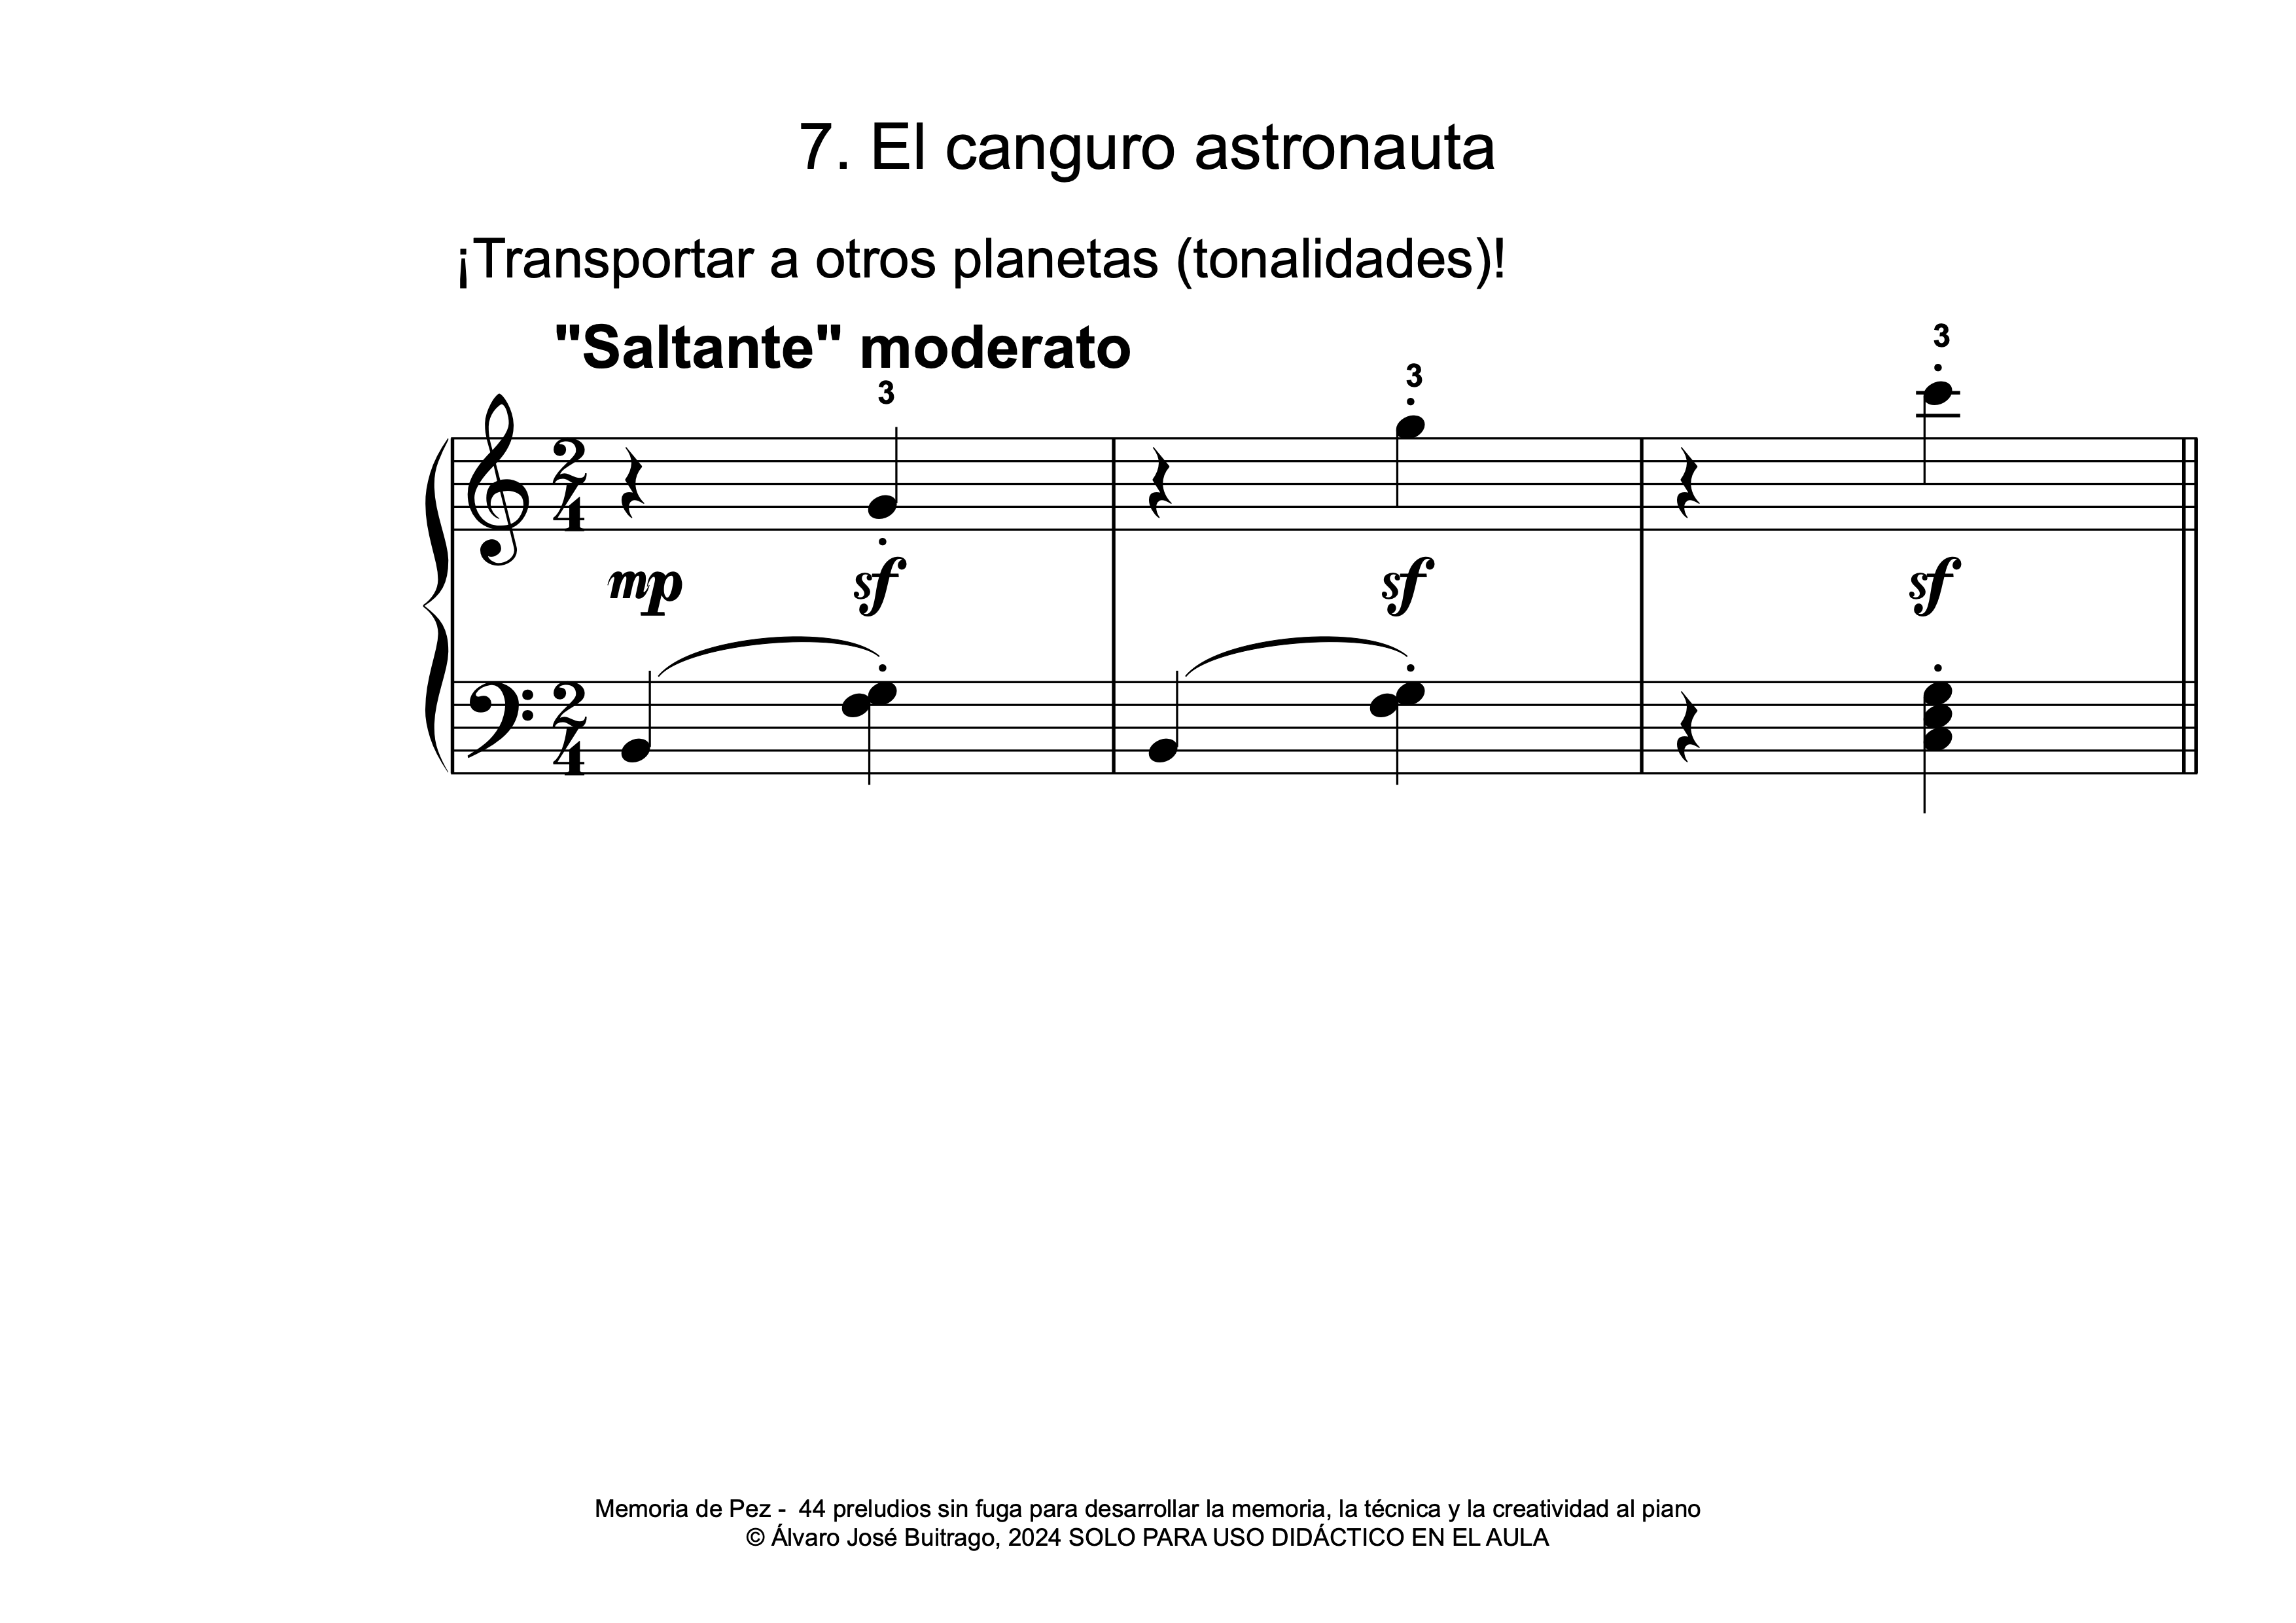 7. El canguro astronauta
¡Transportar a otros planetas (tonalidades)!
"Saltante" moderato
3 3 3
2/4
mp sf sf sf
2/4
Memoria de Pez - 44 preludios sin fuga para desarrollar la memoria, la técnica y la creatividad al piano
© Álvaro José Buitrago, 2024 SOLO PARA USO DIDÁCTICO EN EL AULA